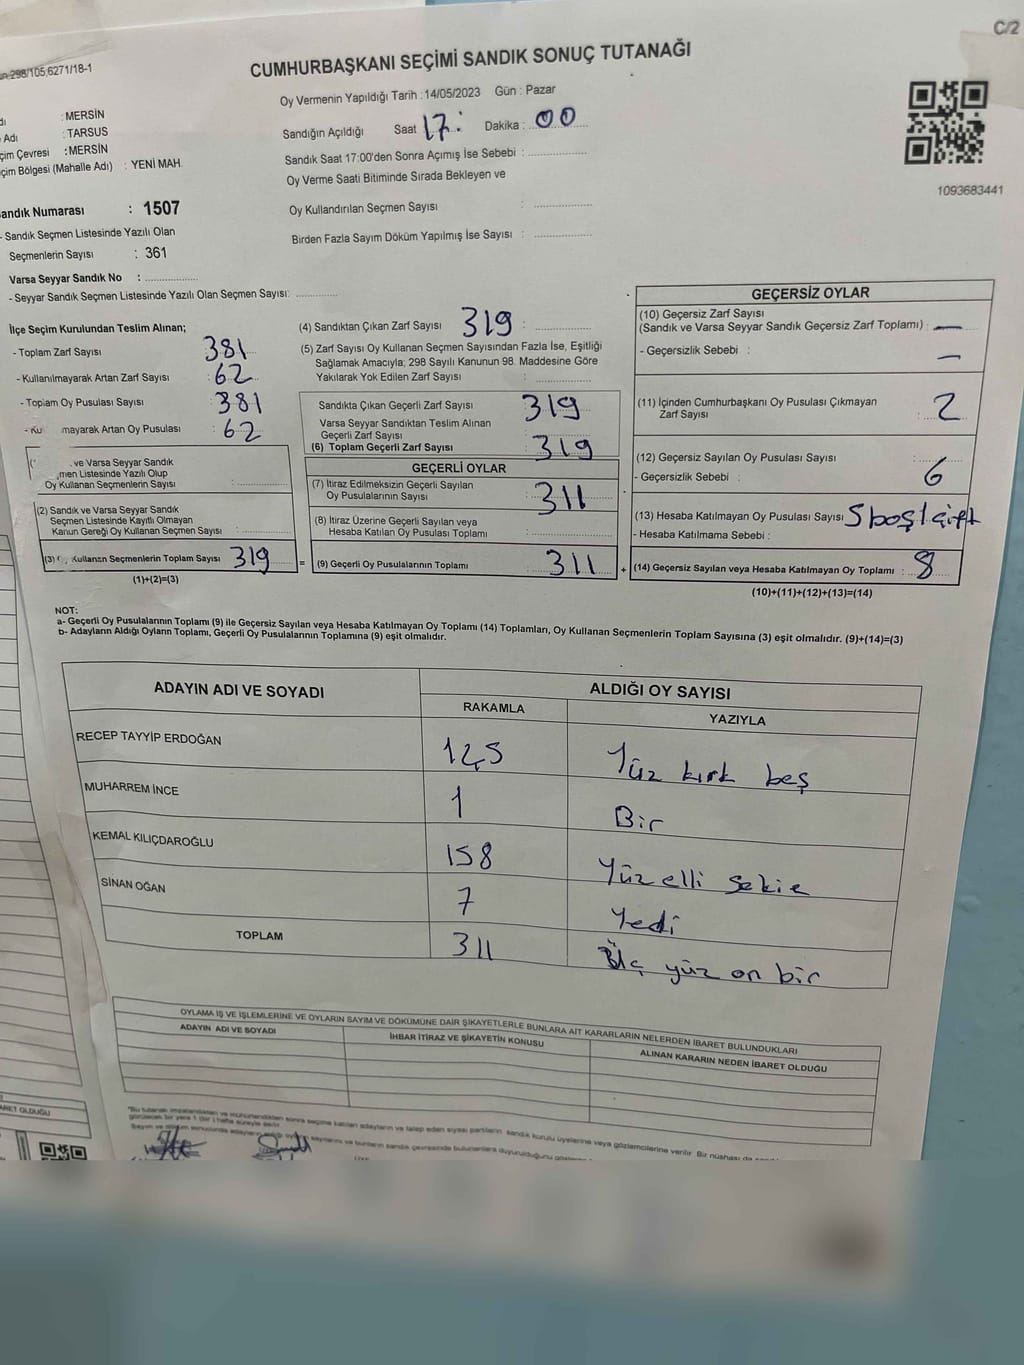 C/2
298/105,6271/18-1
CUMHURBAŞKANI SEÇİMİ SANDIK SONUÇ TUTANAĞI
Oy Vermenin Yapıldığı Tarih : 14/05/2023 Gün : Pazar
: MERSİN
Adı : TARSUS
çim Çevresi : MERSİN
çim Bölgesi (Mahalle Adı) : YENİ MAH.
Sandığın Açıldığı Saat 17: Dakika : 00
Sandık Saat 17:00'den Sonra Açılmış İse Sebebi :
Oy Verme Saati Bitiminde Sırada Bekleyen ve
Oy Kullandırılan Seçmen Sayısı :
Birden Fazla Sayım Döküm Yapılmış İse Sayısı :
1093683441
andık Numarası : 1507
- Sandık Seçmen Listesinde Yazılı Olan
Seçmenlerin Sayısı : 361
Varsa Seyyar Sandık No :
- Seyyar Sandık Seçmen Listesinde Yazılı Olan Seçmen Sayısı:
İlçe Seçim Kurulundan Teslim Alınan;
- Toplam Zarf Sayısı 381
- Kullanılmayarak Artan Zarf Sayısı : 62
- Toplam Oy Pusulası Sayısı : 381
- Ku mayarak Artan Oy Pusulası : 62
ve Varsa Seyyar Sandık
men Listesinde Yazılı Olup
Oy Kullanan Seçmenlerin Sayısı :
(2) Sandık ve Varsa Seyyar Sandık
Seçmen Listesinde Kayıtlı Olmayan
Kanun Gereği Oy Kullanan Seçmen Sayısı :
(3) Kullanan Seçmenlerin Toplam Sayısı 319 =
(1)+(2)=(3)
(4) Sandıktan Çıkan Zarf Sayısı 319 :
(5) Zarf Sayısı Oy Kullanan Seçmen Sayısından Fazla İse, Eşitliği
Sağlamak Amacıyla; 298 Sayılı Kanunun 98. Maddesine Göre
Yakılarak Yok Edilen Zarf Sayısı :
Sandıkta Çıkan Geçerli Zarf Sayısı 319
Varsa Seyyar Sandıktan Teslim Alınan
Geçerli Zarf Sayısı :
(6) Toplam Geçerli Zarf Sayısı 319
GEÇERLİ OYLAR
(7) İtiraz Edilmeksizin Geçerli Sayılan
Oy Pusulalarının Sayısı 311
(8) İtiraz Üzerine Geçerli Sayılan veya
Hesaba Katılan Oy Pusulası Toplamı :
(9) Geçerli Oy Pusulalarının Toplamı 311 +
GEÇERSİZ OYLAR
(10) Geçersiz Zarf Sayısı
(Sandık ve Varsa Seyyar Sandık Geçersiz Zarf Toplamı) : —
- Geçersizlik Sebebi : —
(11) İçinden Cumhurbaşkanı Oy Pusulası Çıkmayan
Zarf Sayısı : 2
(12) Geçersiz Sayılan Oy Pusulası Sayısı :
- Geçersizlik Sebebi : 6
(13) Hesaba Katılmayan Oy Pusulası Sayısı 5 boş 1 çift
- Hesaba Katılmama Sebebi :
(14) Geçersiz Sayılan veya Hesaba Katılmayan Oy Toplamı : 8
(10)+(11)+(12)+(13)=(14)
NOT:
a- Geçerli Oy Pusulalarının Toplamı (9) ile Geçersiz Sayılan veya Hesaba Katılmayan Oy Toplamı (14) Toplamları, Oy Kullanan Seçmenlerin Toplam Sayısına (3) eşit olmalıdır. (9)+(14)=(3)
b- Adayların Aldığı Oyların Toplamı, Geçerli Oy Pusulalarının Toplamına (9) eşit olmalıdır.
ADAYIN ADI VE SOYADI
ALDIĞI OY SAYISI
RAKAMLA
YAZIYLA
RECEP TAYYİP ERDOĞAN 145 Yüz kırk beş
MUHARREM İNCE 1 Bir
KEMAL KILIÇDAROĞLU 158 Yüz elli sekiz
SİNAN OĞAN 7 Yedi
TOPLAM 311 Üç yüz on bir
OYLAMA İŞ VE İŞLEMLERİNE VE OYLARIN SAYIM VE DÖKÜMÜNE DAİR ŞİKAYETLERLE BUNLARA AİT KARARLARIN NELERDEN İBARET BULUNDUKLARI
ADAYIN ADI VE SOYADI
İHBAR İTİRAZ VE ŞİKAYETİN KONUSU
ALINAN KARARIN NEDEN İBARET OLDUĞU
ARET OLDUĞU